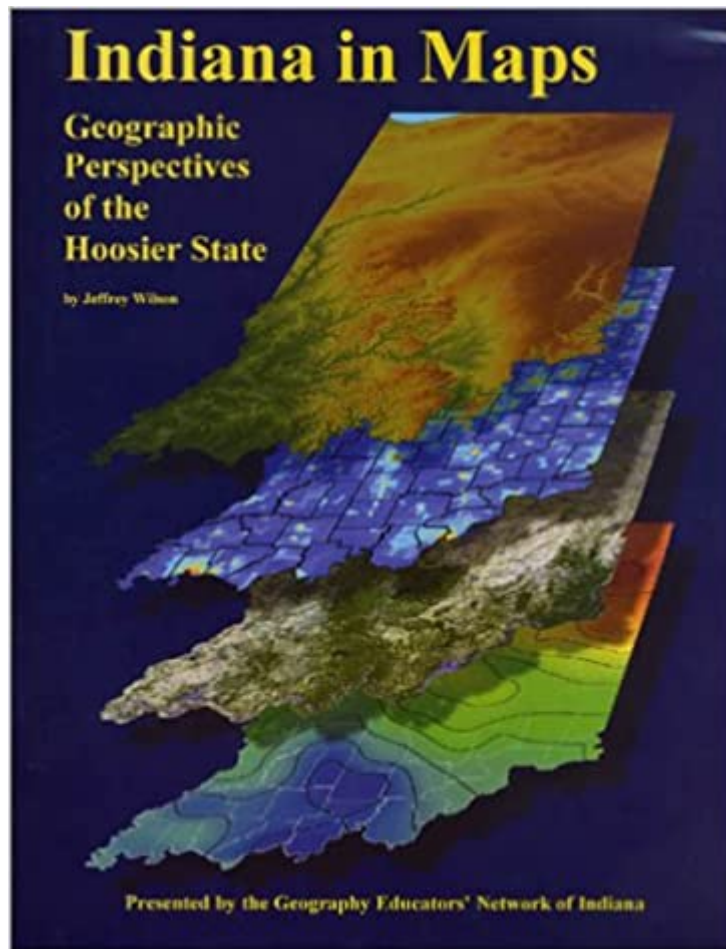 Indiana in Maps
Geographic
Perspectives
of the
Hoosier State
by Jeffrey Wilson
Presented by the Geography Educators' Network of Indiana